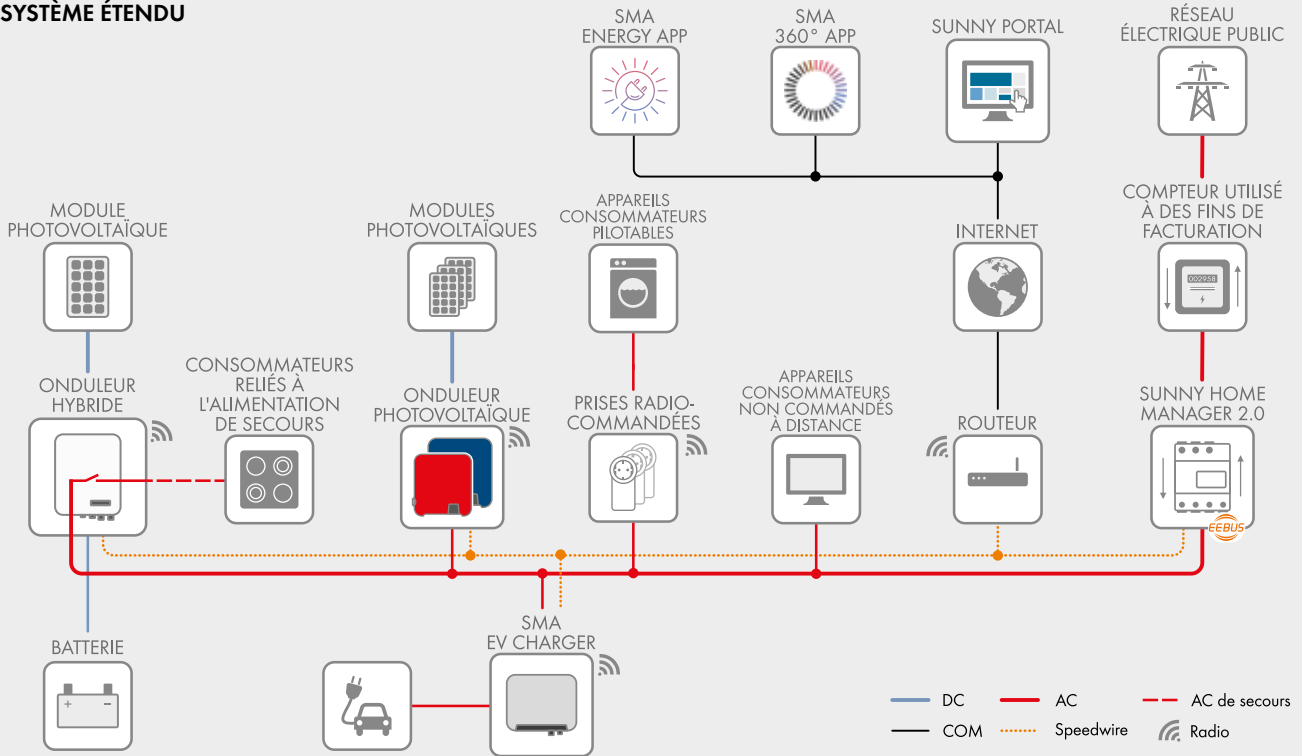 SYSTÈME ÉTENDU
SMA
ENERGY APP
SMA
360° APP
SUNNY PORTAL
RÉSEAU
ÉLECTRIQUE PUBLIC
MODULE
PHOTOVOLTAÏQUE
MODULES
PHOTOVOLTAÏQUES
APPAREILS
CONSOMMATEURS
PILOTABLES
INTERNET
COMPTEUR UTILISÉ
À DES FINS DE
FACTURATION
002958
ONDULEUR
HYBRIDE
CONSOMMATEURS
RELIÉS À
L'ALIMENTATION
DE SECOURS
ONDULEUR
PHOTOVOLTAÏQUE
PRISES RADIO-
COMMANDÉES
APPAREILS
CONSOMMATEURS
NON COMMANDÉS
À DISTANCE
ROUTEUR
SUNNY HOME
MANAGER 2.0
EEBUS
BATTERIE
+ −
SMA
EV CHARGER
DC
AC
AC de secours
COM
Speedwire
Radio